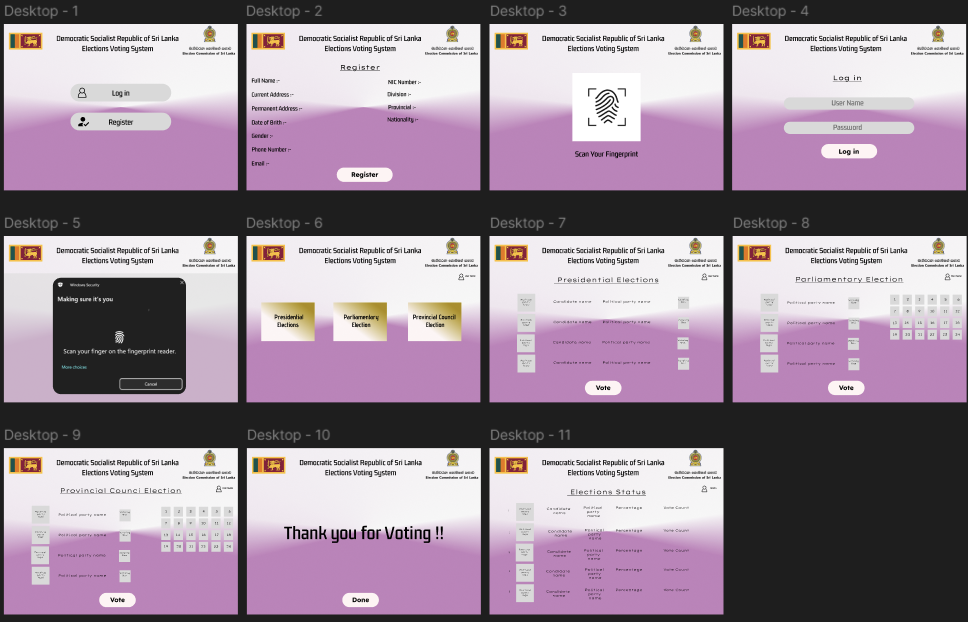 Desktop - 1
Democratic Socialist Republic of Sri Lanka
Elections Voting System
Election Commission of Sri Lanka
Log in
Register
Desktop - 2
Democratic Socialist Republic of Sri Lanka
Elections Voting System
Election Commission of Sri Lanka
Register
Full Name :-
NIC Number :-
Current Address :-
Division :-
Permanent Address :-
Provincial :-
Date of Brith :-
Nationality :-
Gender :-
Phone Number :-
Email :-
Register
Desktop - 3
Democratic Socialist Republic of Sri Lanka
Elections Voting System
Election Commission of Sri Lanka
Scan Your Fingerprint
Desktop - 4
Democratic Socialist Republic of Sri Lanka
Elections Voting System
Election Commission of Sri Lanka
Log in
User Name
Password
Log in
Desktop - 5
Democratic Socialist Republic of Sri Lanka
Elections Voting System
Election Commission of Sri Lanka
Windows Security
Making sure it's you
Scan your finger on the fingerprint reader.
More choices
Cancel
Desktop - 6
Democratic Socialist Republic of Sri Lanka
Elections Voting System
Election Commission of Sri Lanka
Presidential
Elections
Parliamentary
Election
Provincial Council
Election
Desktop - 7
Democratic Socialist Republic of Sri Lanka
Elections Voting System
Election Commission of Sri Lanka
Presidential Elections
Candidate name Political party name
Candidate name Political party name
Candidate name Political party name
Candidate name Political party name
Vote
Desktop - 8
Democratic Socialist Republic of Sri Lanka
Elections Voting System
Election Commission of Sri Lanka
Parliamentory Election
Political party name
Political party name
Political party name
Political party name
1 2 3 4 5 6
7 8 9 10 11 12
13 14 15 16 17 18
19 20 21 22 23 24
Vote
Desktop - 9
Democratic Socialist Republic of Sri Lanka
Elections Voting System
Election Commission of Sri Lanka
Provincial Counci Election
Political party name
Political party name
Political party name
Political party name
1 2 3 4 5 6
7 8 9 10 11 12
13 14 15 16 17 18
19 20 21 22 23 24
Vote
Desktop - 10
Democratic Socialist Republic of Sri Lanka
Elections Voting System
Election Commission of Sri Lanka
Thank you for Voting !!
Done
Desktop - 11
Democratic Socialist Republic of Sri Lanka
Elections Voting System
Election Commission of Sri Lanka
Elections Status
Candidate name Political party name Percentage Vote Count
Candidate name Political party name Percentage Vote Count
Candidate name Political party name Percentage Vote Count
Candidate name Political party name Percentage Vote Count
Candidate name Political party name Percentage Vote Count